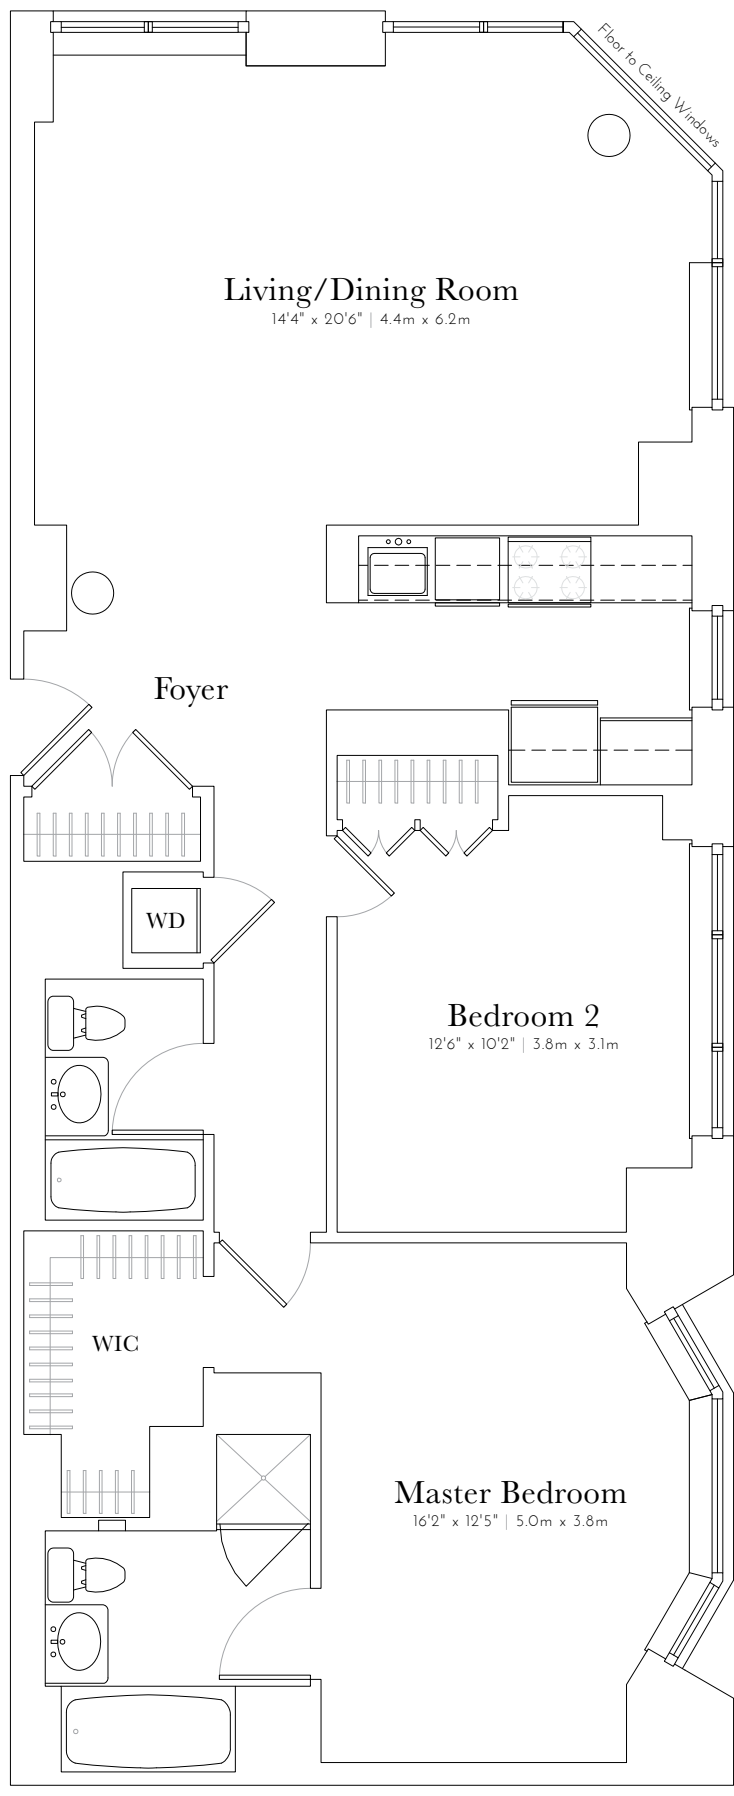 Floor to Ceiling Windows
Living/Dining Room
14'4" x 20'6" | 4.4m x 6.2m
Foyer
WD
Bedroom 2
12'6" x 10'2" | 3.8m x 3.1m
WIC
Master Bedroom
16'2" x 12'5" | 5.0m x 3.8m